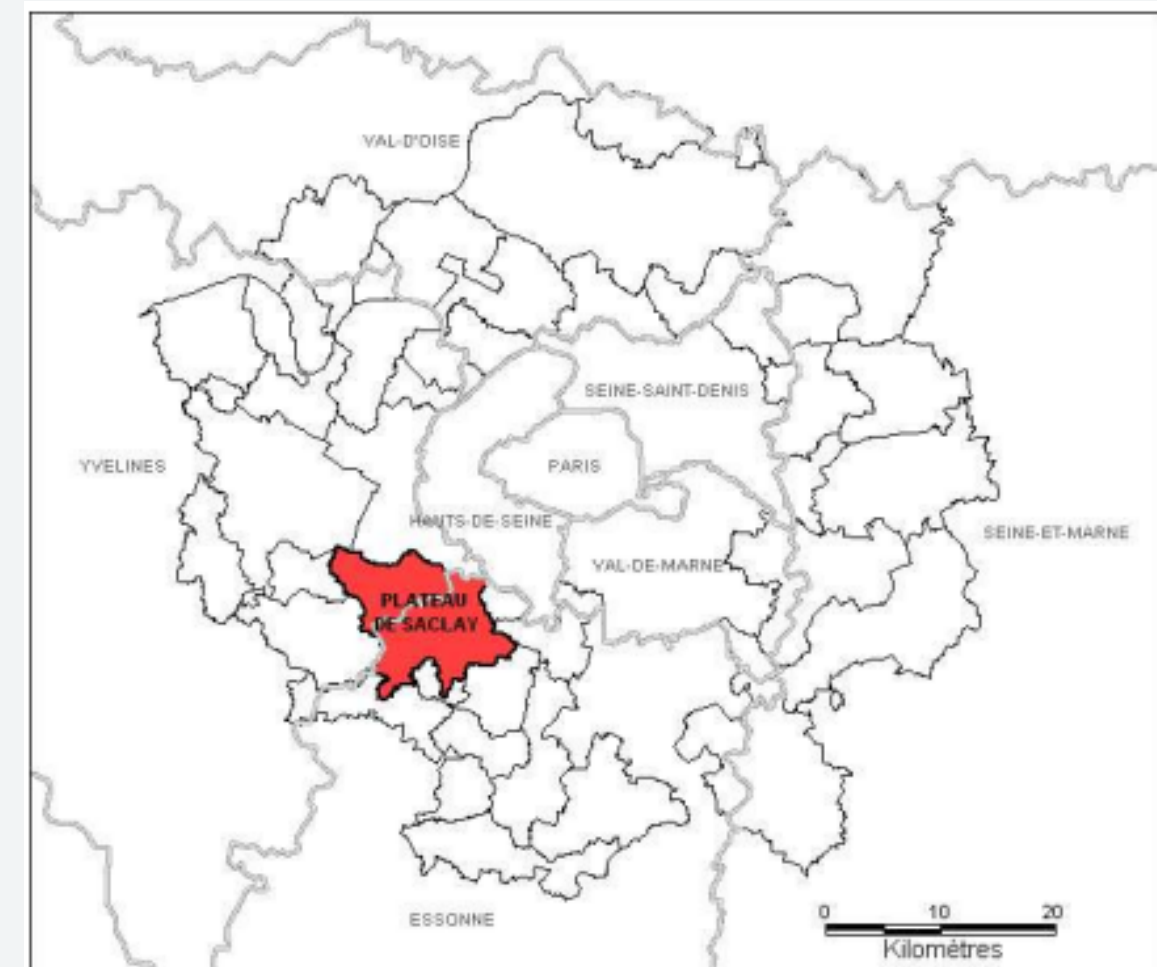 VAL-D'OISE
SEINE-SAINT-DENIS
YVELINES
PARIS
HAUTS-DE-SEINE
SEINE-ET-MARNE
VAL-DE-MARNE
PLATEAU
DE SACLAY
ESSONNE
0 10 20
Kilomètres